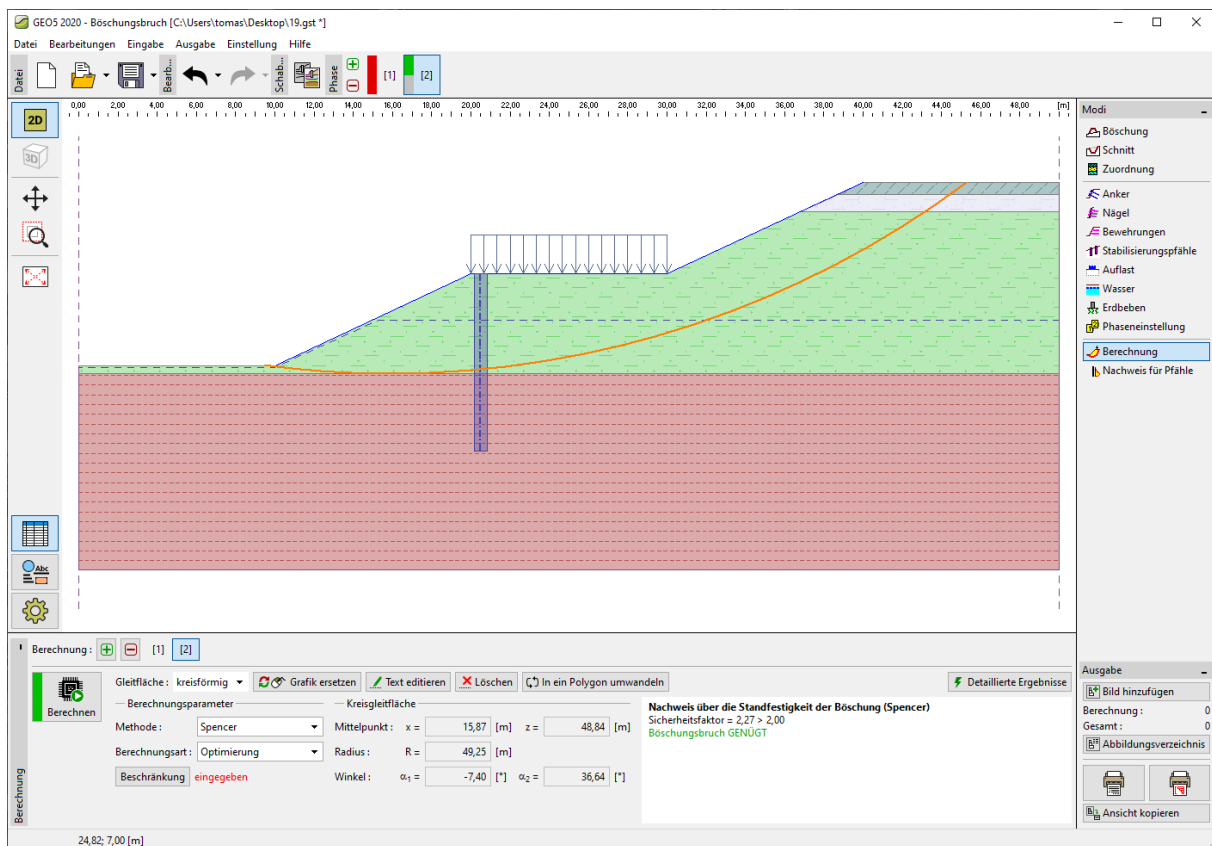 GEO5 2020 - Böschungsbruch [C:\Users\tomas\Desktop\19.gst *]
Datei Bearbeitungen Eingabe Ausgabe Einstellung Hilfe
Datei
Bearb...
Schab...
Phase
[1]
[2]
2D
3D
0,00 2,00 4,00 6,00 8,00 10,00 12,00 14,00 16,00 18,00 20,00 22,00 24,00 26,00 28,00 30,00 32,00 34,00 36,00 38,00 40,00 42,00 44,00 46,00 48,00 [m]
Abc
Modi
Böschung
Schnitt
Zuordnung
Anker
Nägel
Bewehrungen
Stabilisierungspfähle
Auflast
Wasser
Erdbeben
Phaseneinstellung
Berechnung
Nachweis für Pfähle
Berechnung : [1] [2]
Berechnung
Berechnen
Gleitfläche : kreisförmig Grafik ersetzen Text editieren Löschen In ein Polygon umwandeln Detaillierte Ergebnisse
Berechnungsparameter
Methode : Spencer
Berechnungsart : Optimierung
Beschränkung eingegeben
Kreisgleitfläche
Mittelpunkt : x = 15,87 [m] z = 48,84 [m]
Radius : R = 49,25 [m]
Winkel : α1 = -7,40 [°] α2 = 36,64 [°]
Nachweis über die Standfestigkeit der Böschung (Spencer)
Sicherheitsfaktor = 2,27 > 2,00
Böschungsbruch GENÜGT
Ausgabe
Bild hinzufügen
Berechnung : 0
Gesamt : 0
Abbildungsverzeichnis
Ansicht kopieren
24,82; 7,00 [m]